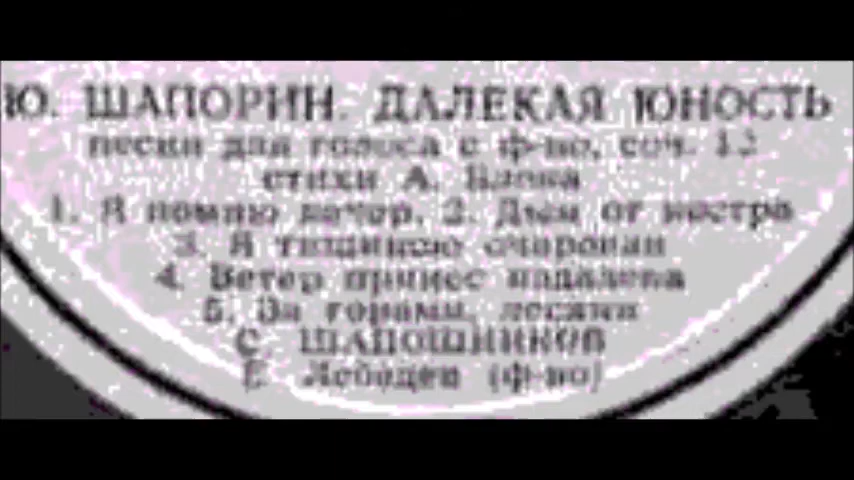 Ю. ШАПОРИН. ДАЛЕКАЯ ЮНОСТЬ
песни для голоса с ф-но, соч. 12
стихи А. Блока
1. Я помню вечер, 2. Дым от костра
3. Я тишиною очарован
4. Ветер принес издалека
5. За горами, лесами
С. ШАПОШНИКОВ
Е. Лебедев (ф-но)